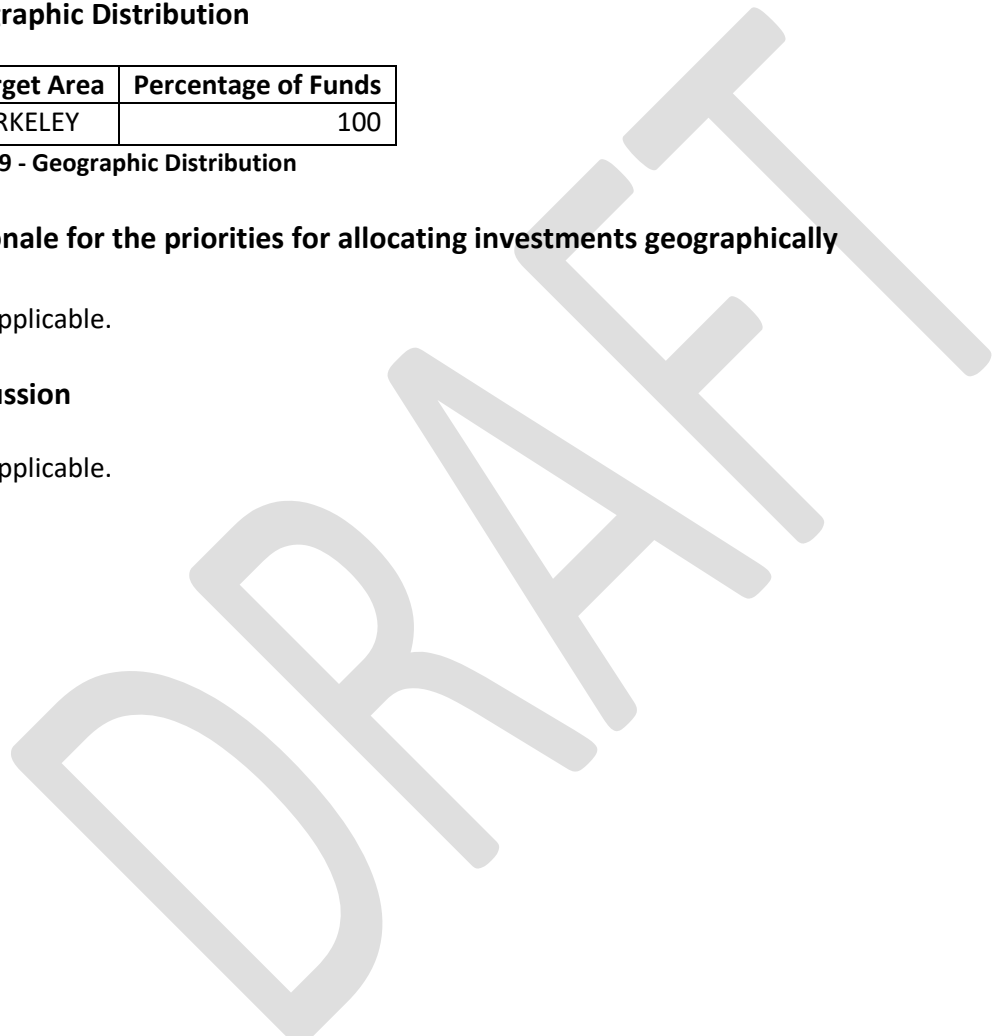 graphic Distribution
rget Area Percentage of Funds
RKELEY 100
9 - Geographic Distribution
onale for the priorities for allocating investments geographically
pplicable.
ussion
pplicable.
DRAFT